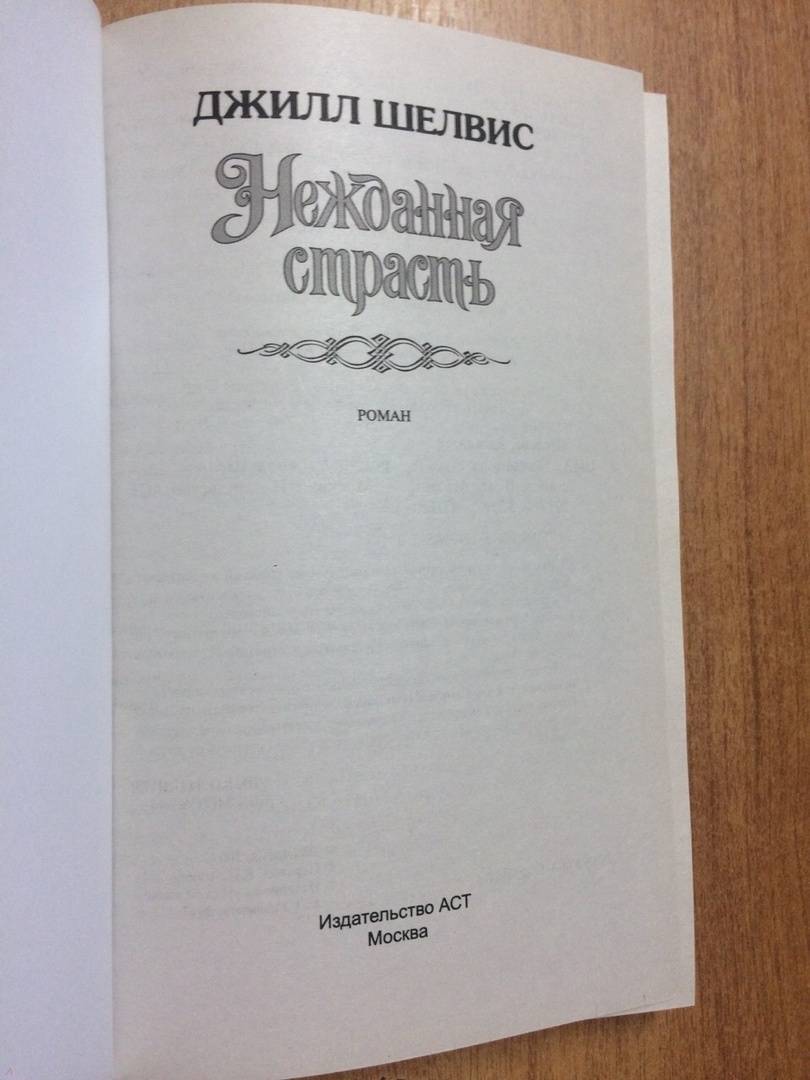 ДЖИЛЛ ШЕЛВИС
Нежданная
страсть
РОМАН
Издательство АСТ
Москва